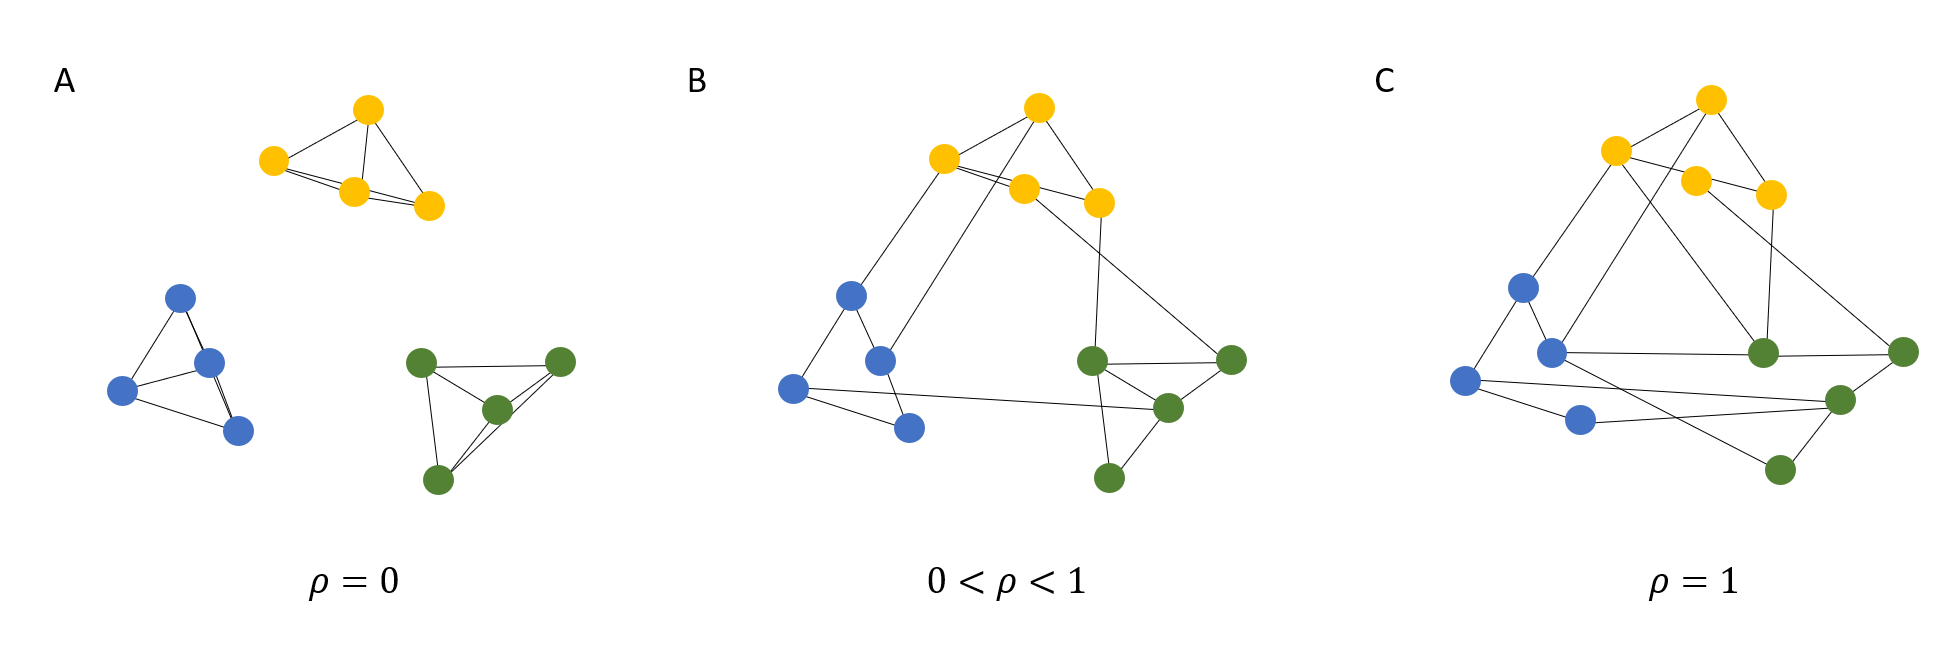 A
B
C
ρ = 0
0 < ρ < 1
ρ = 1